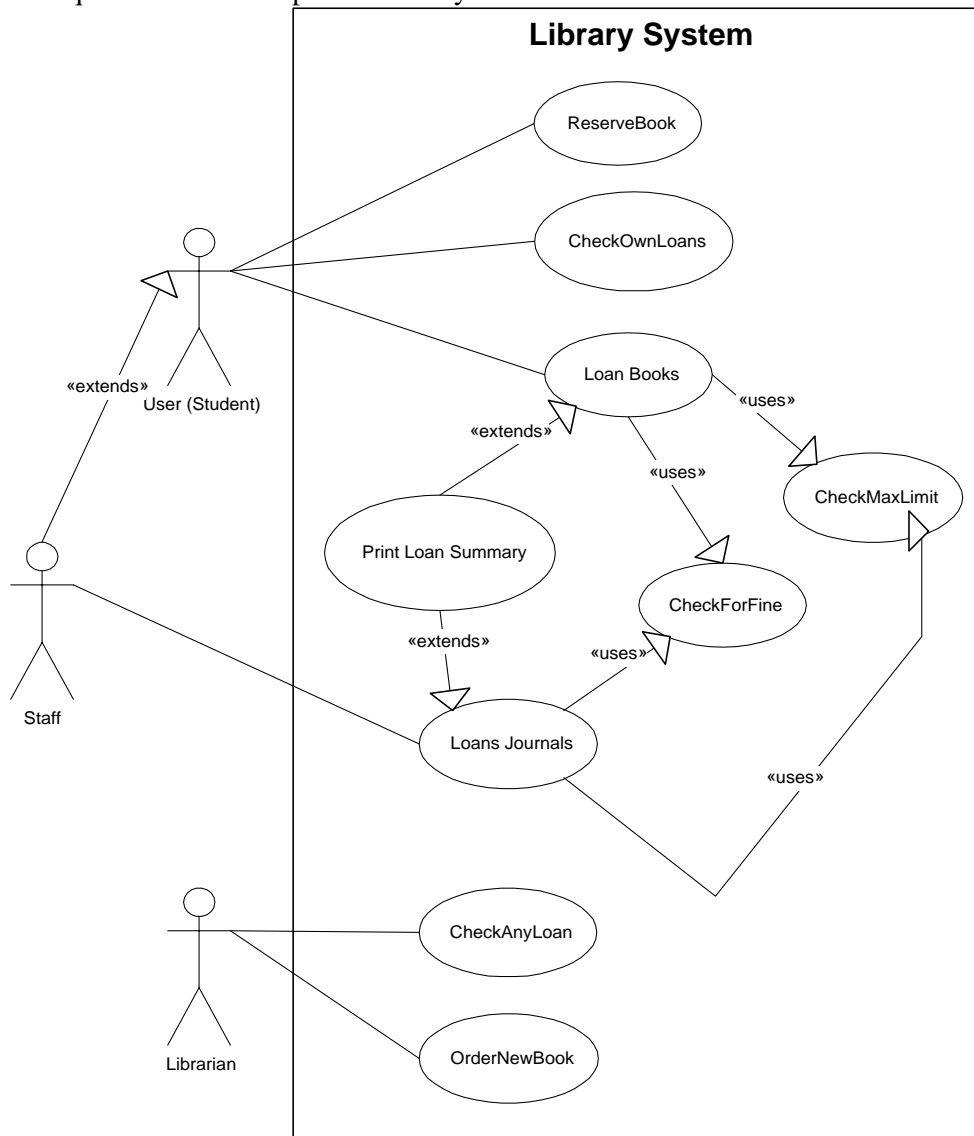 Library System
ReserveBook
CheckOwnLoans
«extends»
User (Student)
Loan Books
«uses»
«extends»
«uses»
CheckMaxLimit
Print Loan Summary
CheckForFine
«extends»
«uses»
Staff
Loans Journals
«uses»
CheckAnyLoan
Librarian
OrderNewBook